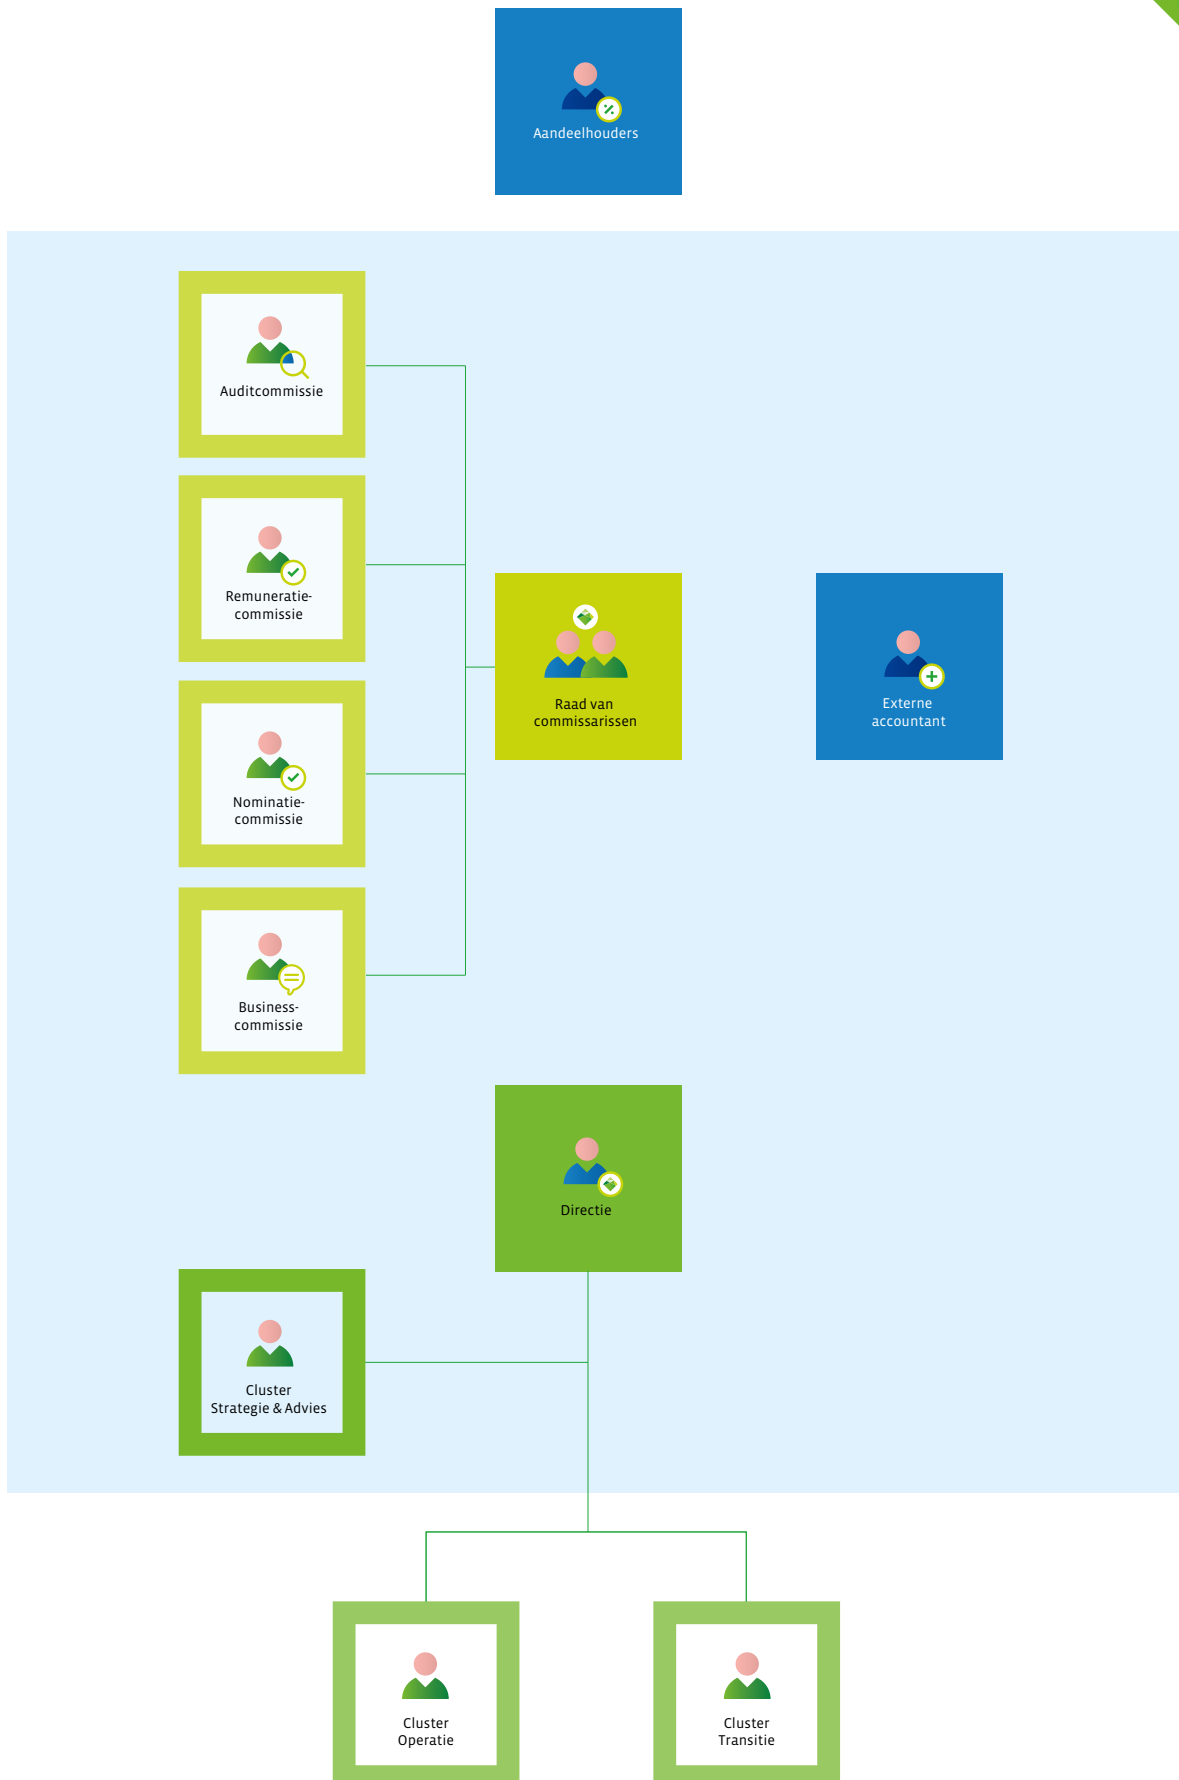 Aandeelhouders
Auditcommissie
Remuneratie-
commissie
Raad van
commissarissen
Externe
accountant
Nominatie-
commissie
Business-
commissie
Directie
Cluster
Strategie & Advies
Cluster
Operatie
Cluster
Transitie